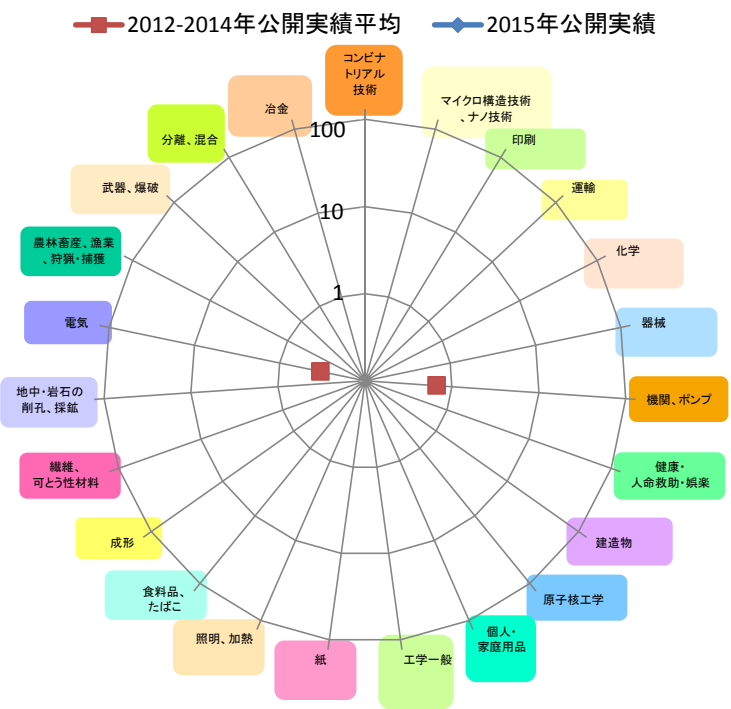 2012-2014年公開実績平均
2015年公開実績
コンビナ
トリアル
技術
マイクロ構造技術
、ナノ技術
印刷
運輸
化学
器械
機関、ポンプ
健康・
人命救助・娯楽
建造物
原子核工学
個人・
家庭用品
工学一般
紙
照明、加熱
食料品、
たばこ
成形
繊維、
可とう性材料
地中・岩石の
削孔、採鉱
電気
農林畜産、漁業
、狩猟・捕獲
武器、爆破
分離、混合
冶金
100
10
1